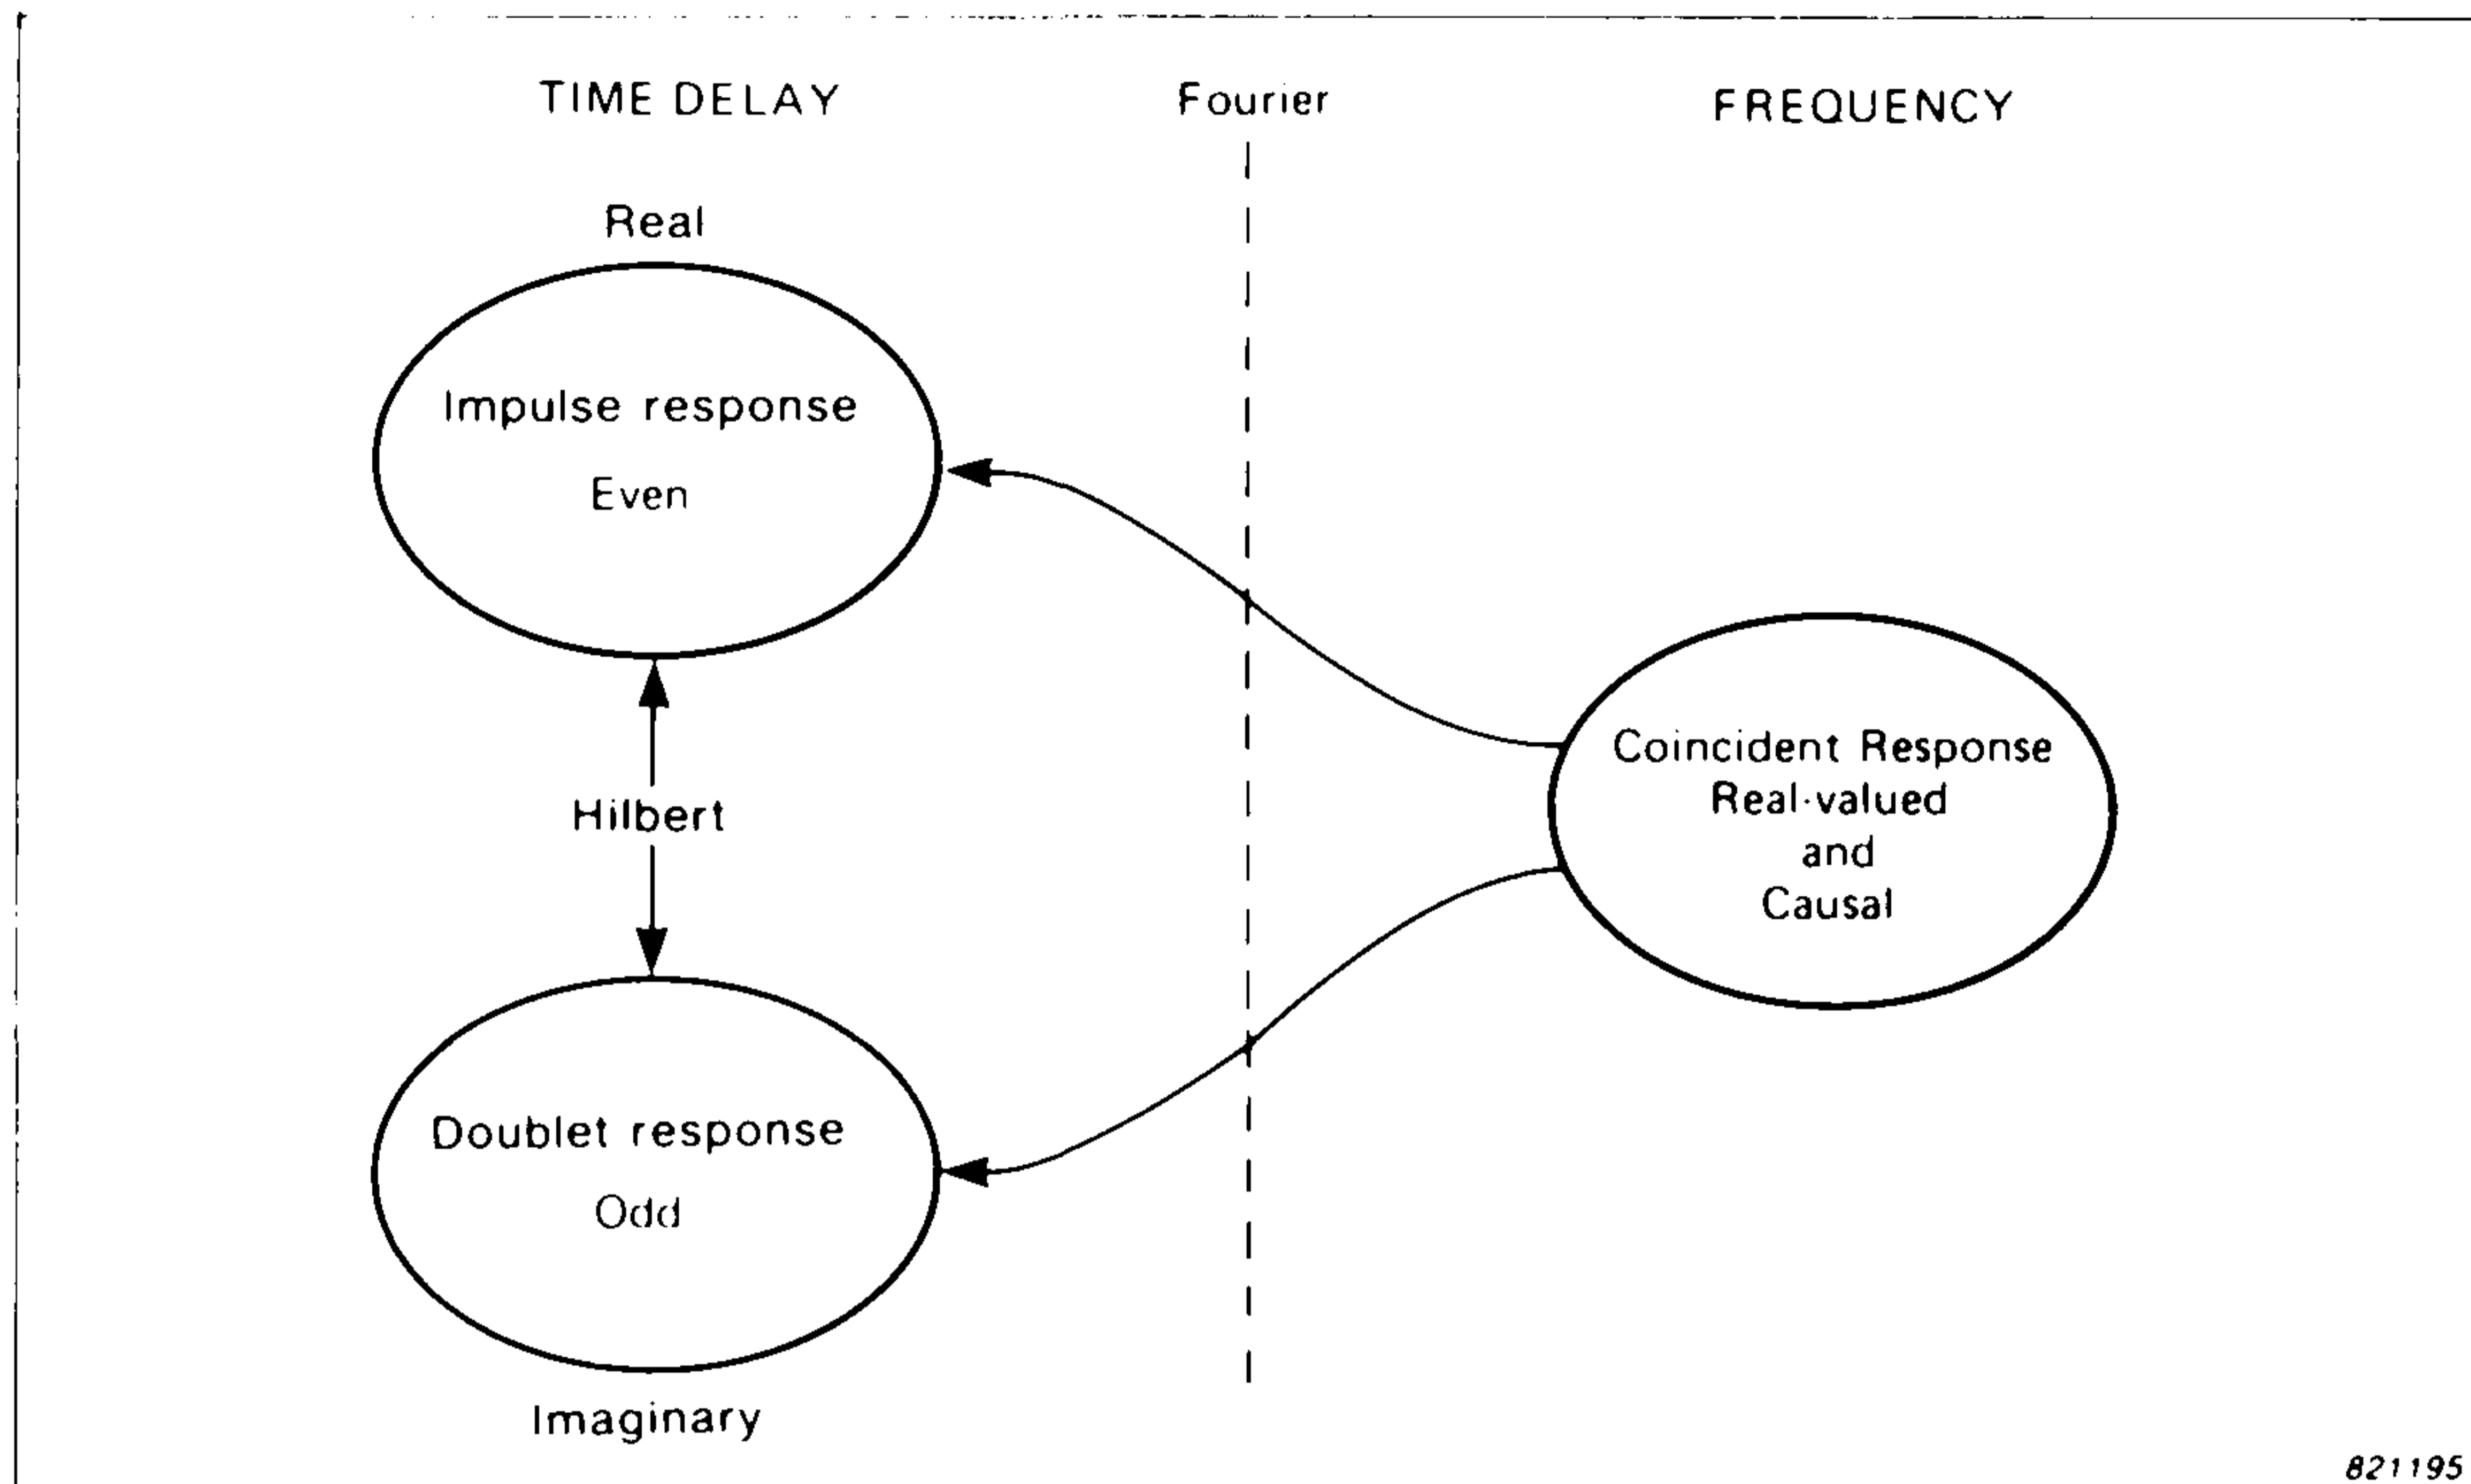 TIME DELAY
Fourier
FREQUENCY
Real
Impulse response
Even
Hilbert
Coincident Response
Real-valued
and
Causal
Doublet response
Odd
Imaginary
821195